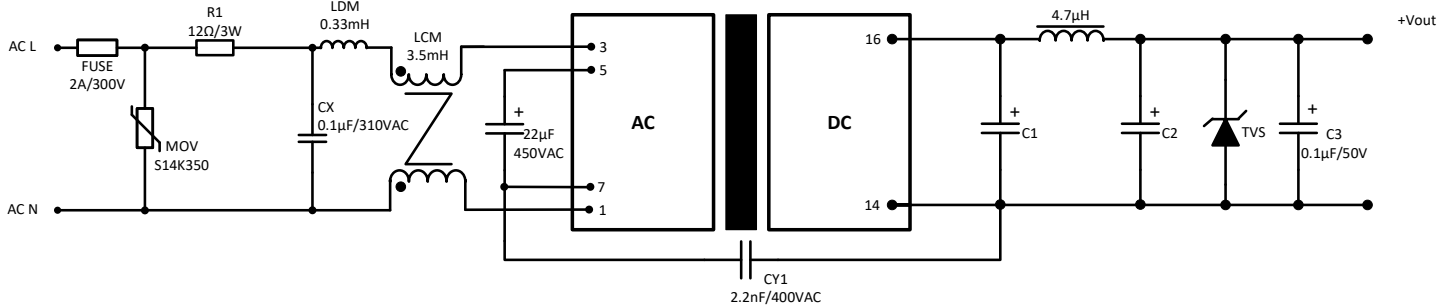 AC L
FUSE
2A/300V
R1
12Ω/3W
LDM
0.33mH
LCM
3.5mH
MOV
S14K350
CX
0.1µF/310VAC
AC N
+
22µF
450VAC
3
5
7
1
AC
DC
16
14
CY1
2.2nF/400VAC
4.7µH
+
C1
+
C2
TVS
+
C3
0.1µF/50V
+Vout